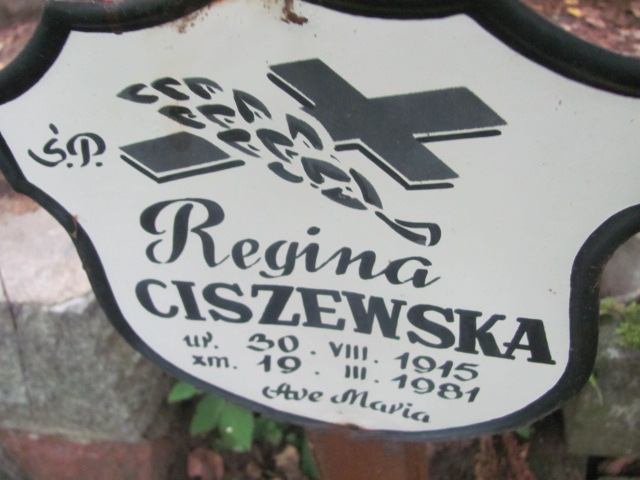 Ś.P.
Regina
CISZEWSKA
ur. 30. VIII. 1915
zm. 19. III. 1981
Ave Maria